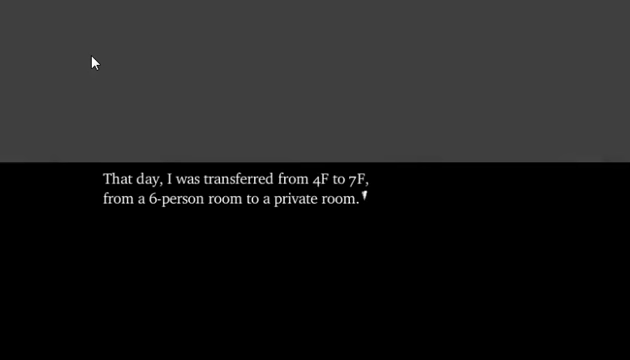 That day, I was transferred from 4F to 7F,
from a 6-person room to a private room.